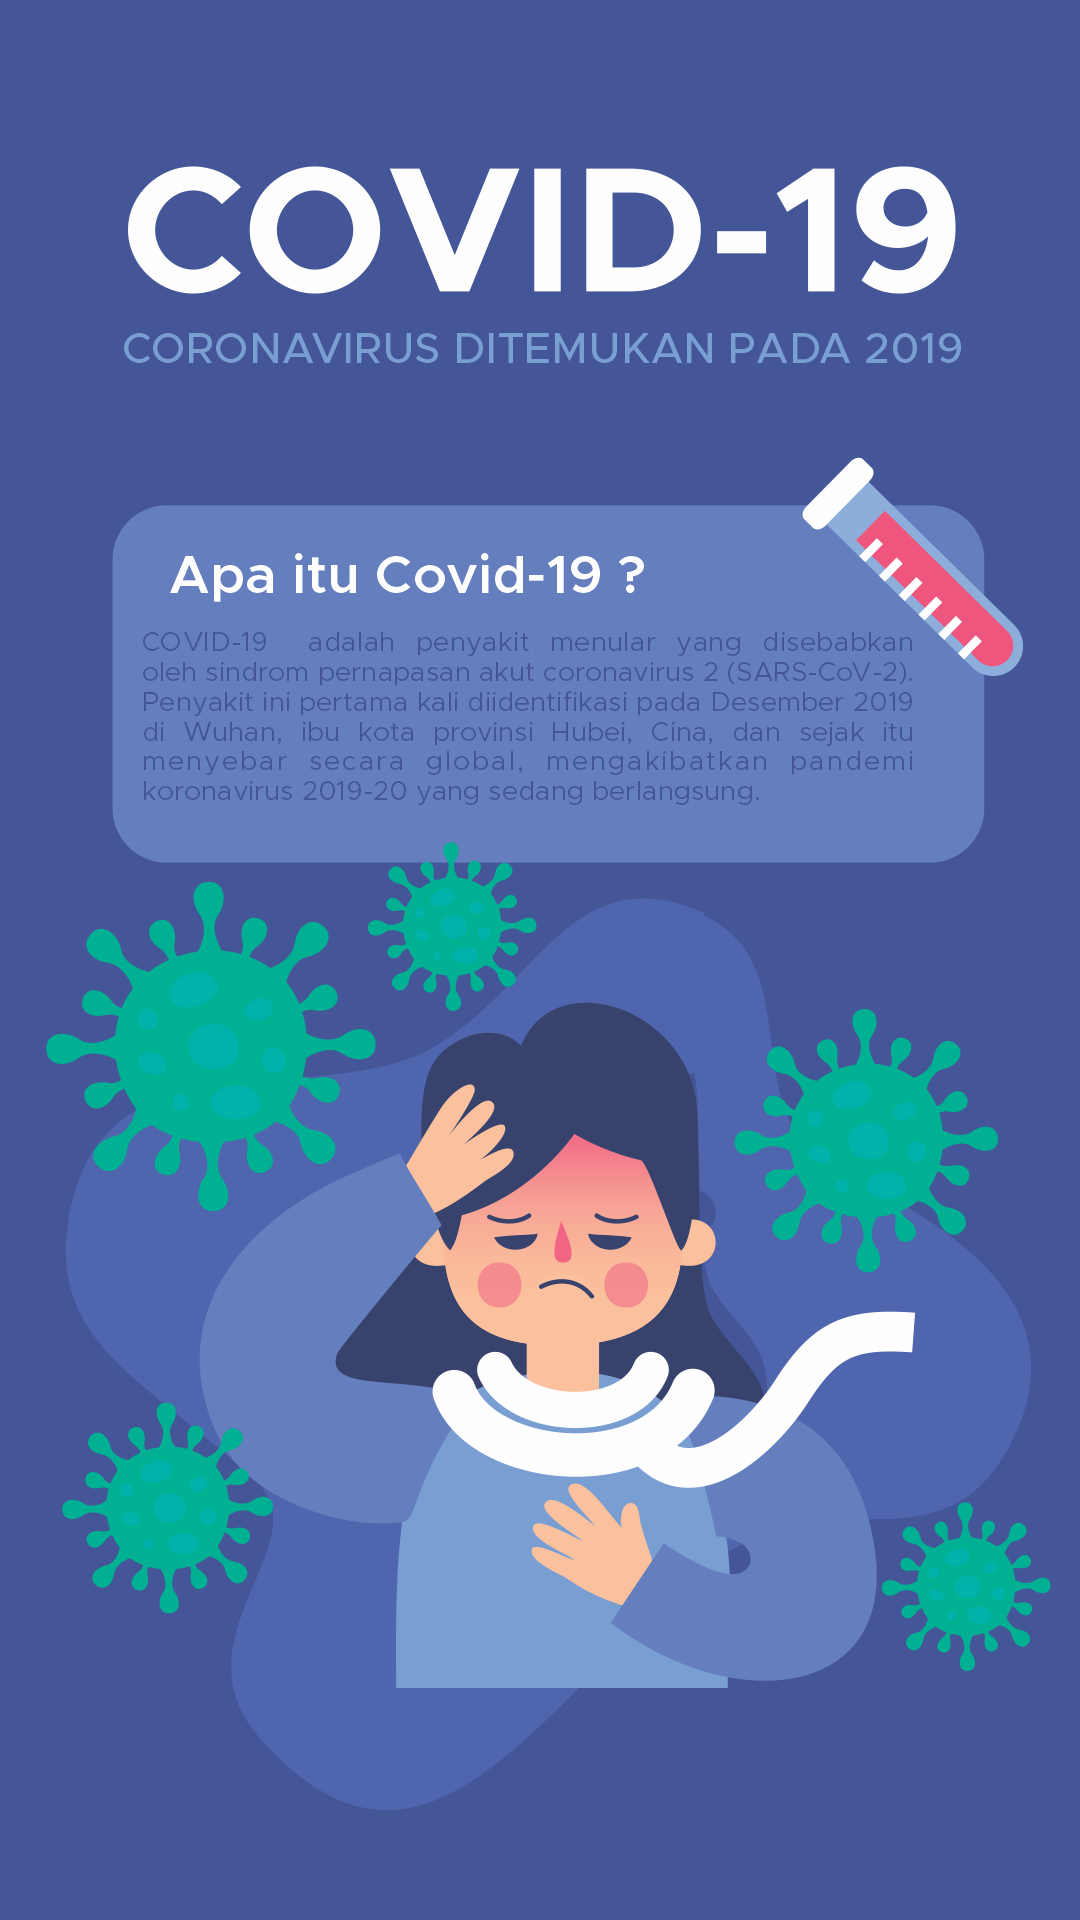 COVID-19
CORONAVIRUS DITEMUKAN PADA 2019
Apa itu Covid-19 ?
COVID-19 adalah penyakit menular yang disebabkan
oleh sindrom pernapasan akut coronavirus 2 (SARS-CoV-2).
Penyakit ini pertama kali diidentifikasi pada Desember 2019
di Wuhan, ibu kota provinsi Hubei, Cina, dan sejak itu
menyebar secara global, mengakibatkan pandemi
koronavirus 2019-20 yang sedang berlangsung.